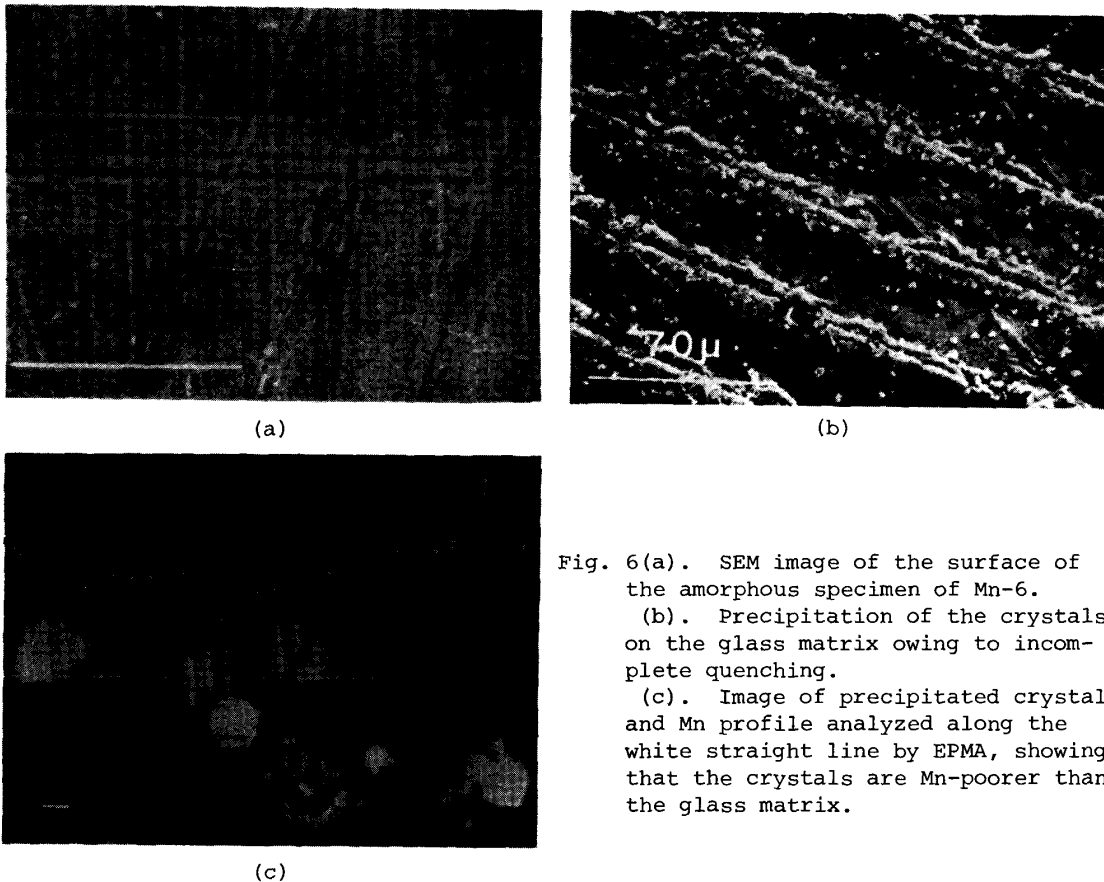 70 μ
(a)
(b)
(c)
Fig. 6(a). SEM image of the surface of
the amorphous specimen of Mn-6.
(b). Precipitation of the crystals
on the glass matrix owing to incom-
plete quenching.
(c). Image of precipitated crystal
and Mn profile analyzed along the
white straight line by EPMA, showing
that the crystals are Mn-poorer than
the glass matrix.